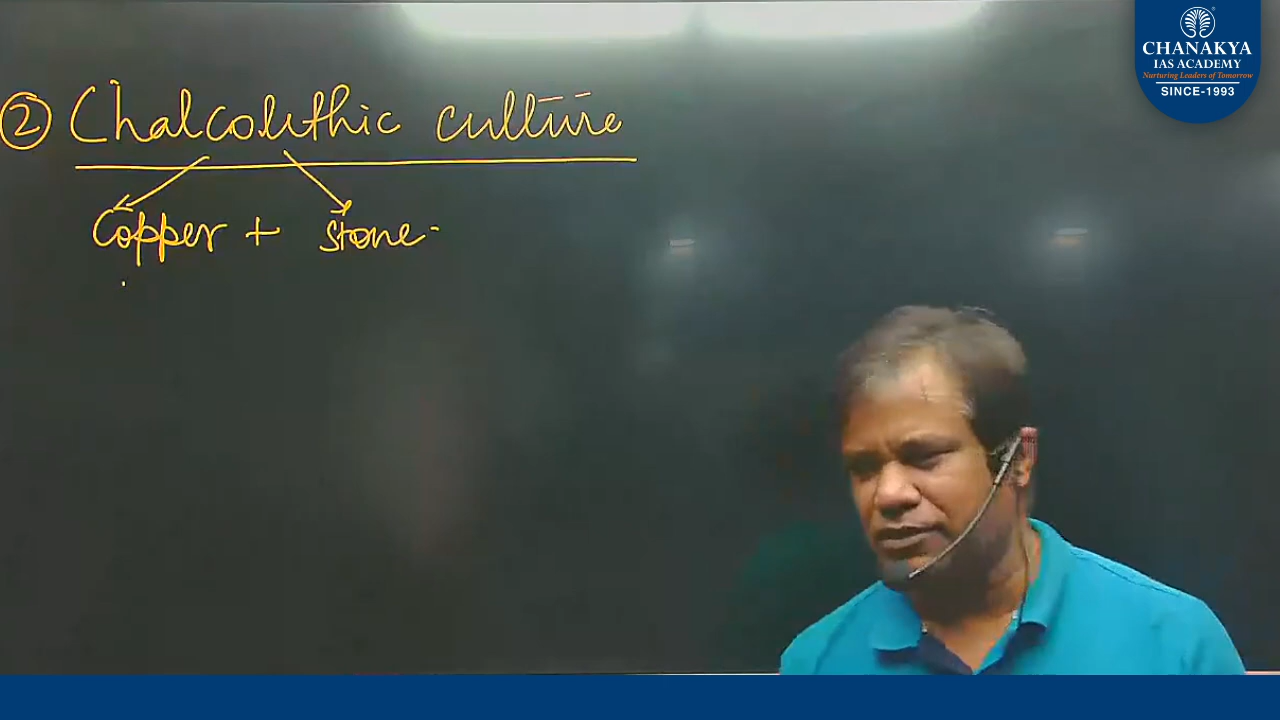 ② Chalcolithic culture
Copper + stone
CHANAKYA
IAS ACADEMY
Nurturing Leaders of Tomorrow
SINCE-1993